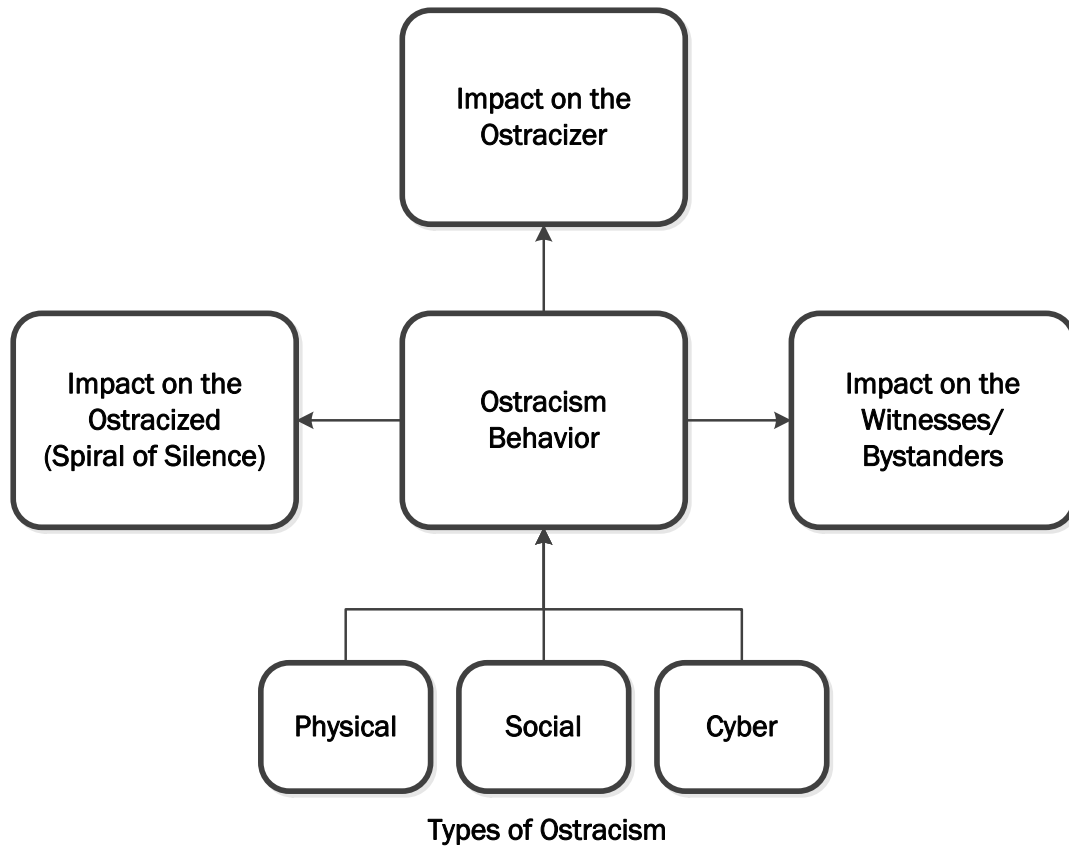 Impact on the
Ostracizer
Impact on the
Ostracized
(Spiral of Silence)
Ostracism
Behavior
Impact on the
Witnesses/
Bystanders
Physical
Social
Cyber
Types of Ostracism